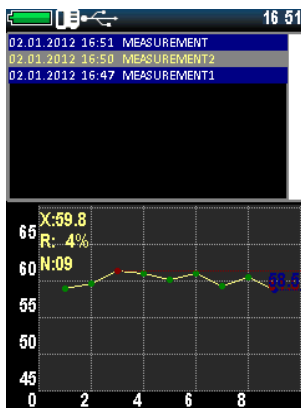 16 51
02.01.2012 16:51 MEASUREMENT
02.01.2012 16:50 MEASUREMENT2
02.01.2012 16:47 MEASUREMENT1
X:59.8
65
R: 4%
60
N:09
58.5
55
50
45
0 2 4 6 8